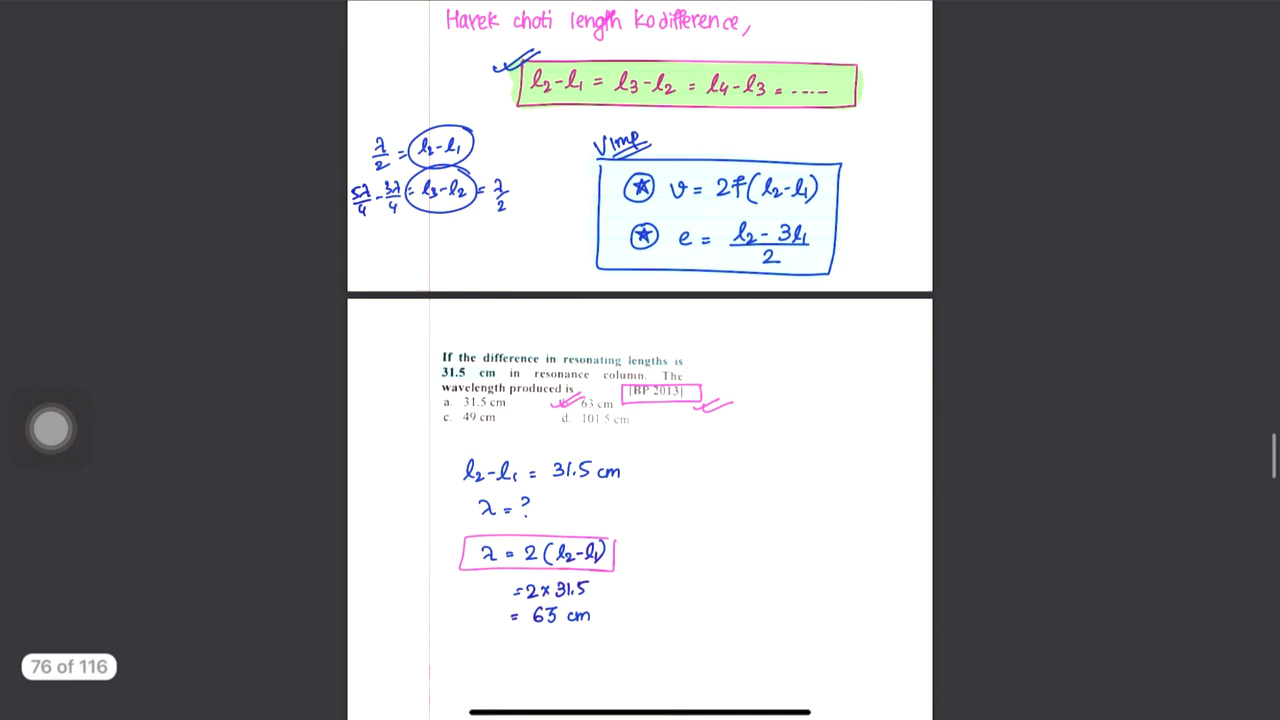 Harek choti length ko difference,
l₂-l₁ = l₃-l₂ = l₄-l₃ = -----
λ/2 = l₂-l₁
5λ/4 - 3λ/4 = l₃-l₂ = λ/2
V Imp
v = 2f(l₂-l₁)
e = (l₂ - 3l₁)/2
If the difference in resonating lengths is
31.5 cm in resonance column. The
wavelength produced is [BP 2013]
a. 31.5 cm 63 cm
c. 49 cm d. 101.5 cm
l₂-l₁ = 31.5 cm
λ = ?
λ = 2(l₂-l₁)
= 2×31.5
= 63 cm
76 of 116